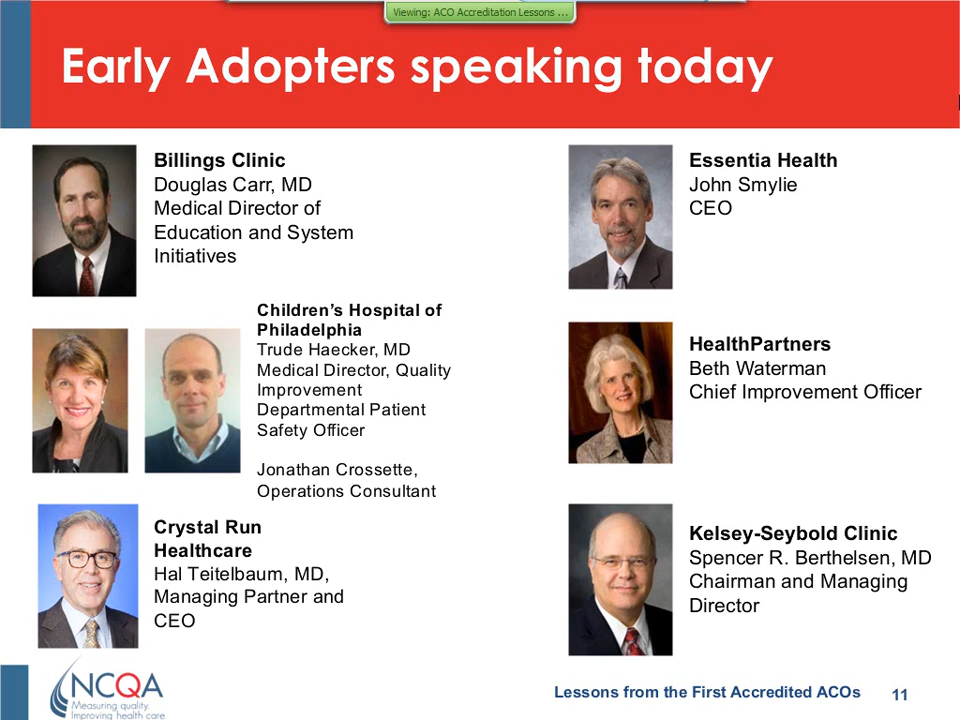 Viewing: ACO Accreditation Lessons ...
Early Adopters speaking today
Billings Clinic
Douglas Carr, MD
Medical Director of
Education and System
Initiatives
Children’s Hospital of
Philadelphia
Trude Haecker, MD
Medical Director, Quality
Improvement
Departmental Patient
Safety Officer
Jonathan Crossette,
Operations Consultant
Crystal Run
Healthcare
Hal Teitelbaum, MD,
Managing Partner and
CEO
Essentia Health
John Smylie
CEO
HealthPartners
Beth Waterman
Chief Improvement Officer
Kelsey-Seybold Clinic
Spencer R. Berthelsen, MD
Chairman and Managing
Director
NCQA
Measuring quality.
Improving health care
Lessons from the First Accredited ACOs
11